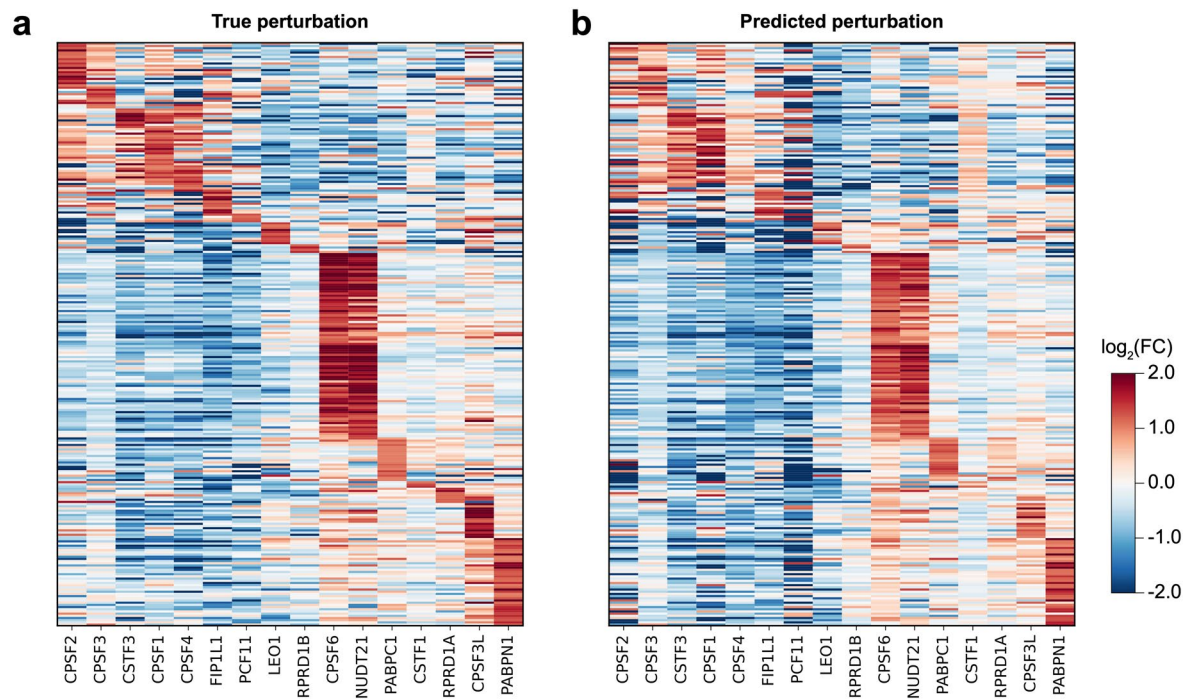 a
True perturbation
CPSF2
CPSF3
CSTF3
CPSF1
CPSF4
FIP1L1
PCF11
LEO1
RPRD1B
CPSF6
NUDT21
PABPC1
CSTF1
RPRD1A
CPSF3L
PABPN1
b
Predicted perturbation
CPSF2
CPSF3
CSTF3
CPSF1
CPSF4
FIP1L1
PCF11
LEO1
RPRD1B
CPSF6
NUDT21
PABPC1
CSTF1
RPRD1A
CPSF3L
PABPN1
log₂(FC)
2.0
1.0
0.0
-1.0
-2.0